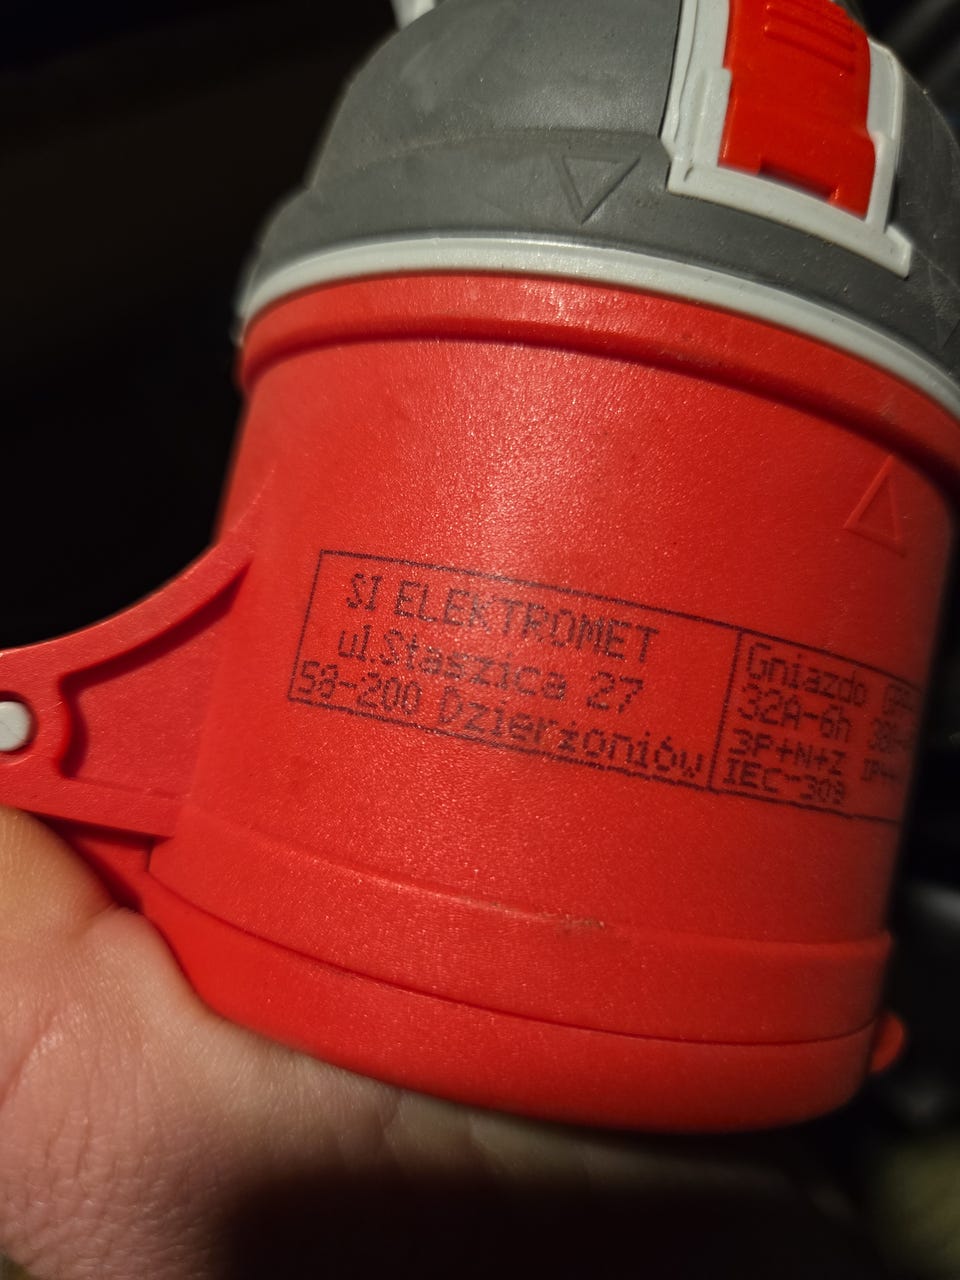 SI ELEKTROMET
ul.Staszica 27
58-200 Dzierżoniów
Gniazdo
32A-6h
3P+N+Z
IEC-309